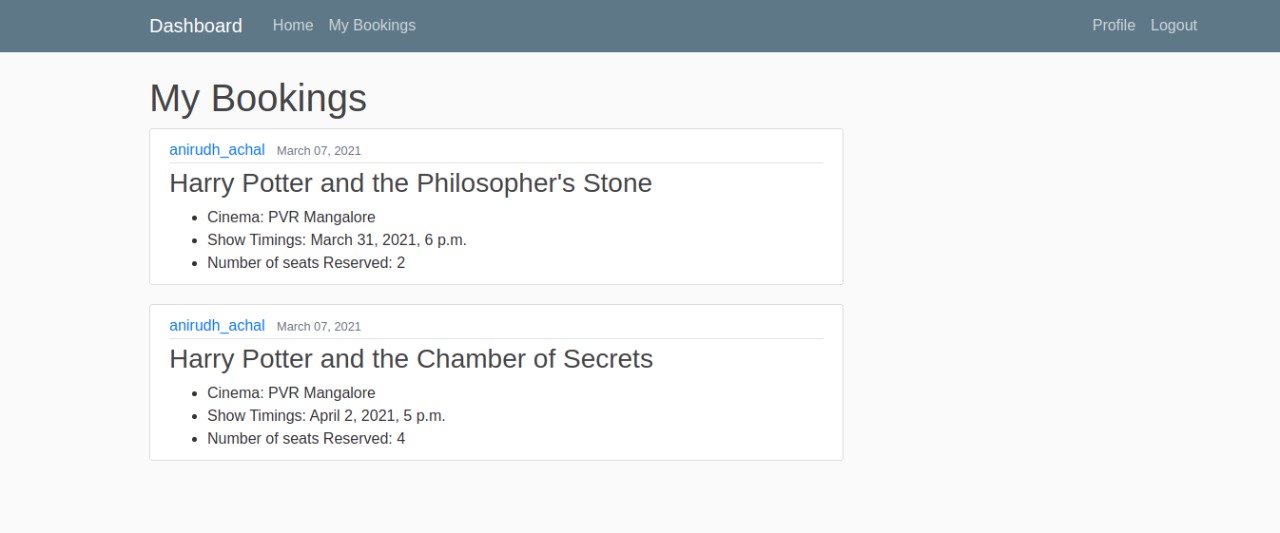 Dashboard Home My Bookings Profile Logout
My Bookings
anirudh_achal March 07, 2021
Harry Potter and the Philosopher's Stone
Cinema: PVR Mangalore
Show Timings: March 31, 2021, 6 p.m.
Number of seats Reserved: 2
anirudh_achal March 07, 2021
Harry Potter and the Chamber of Secrets
Cinema: PVR Mangalore
Show Timings: April 2, 2021, 5 p.m.
Number of seats Reserved: 4